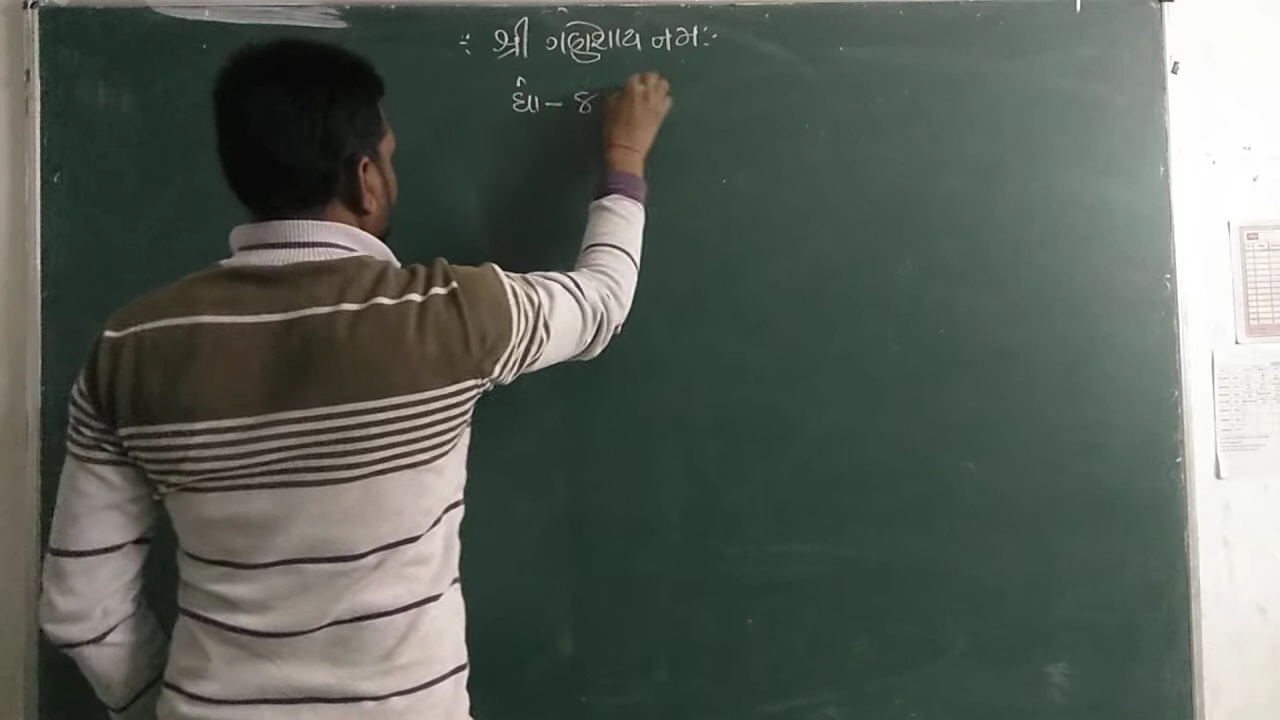 :: શ્રી ગણેશાય નમઃ :-
ધો - ૪